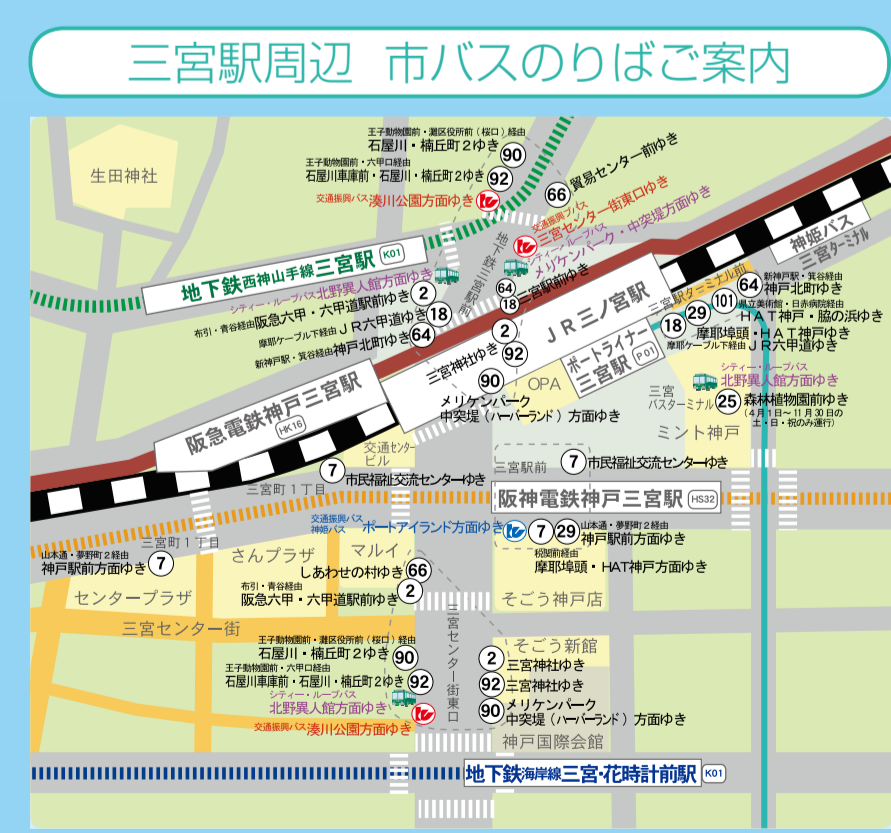 三宮駅周辺 市バスのりばご案内
生田神社
王子動物園前・灘区役所前(桜口)経由
石屋川・楠丘町2ゆき 90
王子動物園前・六甲口経由
石屋川車庫前・石屋川・楠丘町2ゆき 92
交通振興バス 湊川公園方面ゆき
66 貿易センター前ゆき
交通振興バス
三宮センター街東口ゆき
シティー・ループバス
メリケンパーク・中突堤方面ゆき
地下鉄三宮駅前
64
18 三宮駅前ゆき
地下鉄西神山手線三宮駅 K01
シティー・ループバス 北野異人館方面ゆき
布引・青谷経由 阪急六甲・六甲道駅前ゆき 2
摩耶ケーブル下経由 JR六甲道ゆき 18
新神戸駅・箕谷経由 神戸北町ゆき 64
三宮神社ゆき 2
92
90
メリケンパーク
中突堤(ハーバーランド)方面ゆき
JR三ノ宮駅
ポートライナー
三宮駅 P01
OPA
神姫バス
三宮ターミナル
三宮駅ターミナル前
64 新神戸駅・箕谷経由
神戸北町ゆき
101 県立美術館・日赤病院経由
HAT神戸・脇の浜ゆき
29 摩耶埠頭・HAT神戸ゆき
18 摩耶ケーブル下経由 JR六甲道ゆき
シティー・ループバス
北野異人館方面ゆき
三宮
バスターミナル
25 森林植物園前ゆき
(4月1日〜11月30日の
土・日・祝のみ運行)
ミント神戸
阪急電鉄神戸三宮駅
HK16
交通センター
ビル
7 市民福祉交流センターゆき
三宮町1丁目
三宮駅前
7 市民福祉交流センターゆき
阪神電鉄神戸三宮駅 HS32
交通振興バス
神姫バス ポートアイランド方面ゆき
7 29 山本通・夢野町2経由
神戸駅前方面ゆき
税関前経由
摩耶埠頭・HAT神戸方面ゆき
三宮町1丁目
山本通・夢野町2経由
神戸駅前方面ゆき 7
さんプラザ
マルイ
しあわせの村ゆき 66
布引・青谷経由
阪急六甲・六甲道駅前ゆき 2
センタープラザ
三宮センター街
そごう神戸店
三宮センター街東口
王子動物園前・灘区役所前(桜口)経由
石屋川・楠丘町2ゆき 90
王子動物園前・六甲口経由
石屋川車庫前・石屋川・楠丘町2ゆき 92
シティー・ループバス
北野異人館方面ゆき
交通振興バス 湊川公園方面ゆき
そごう新館
2 三宮神社ゆき
92 三宮神社ゆき
90 メリケンパーク
中突堤(ハーバーランド)方面ゆき
神戸国際会館
地下鉄海岸線三宮・花時計前駅 K01